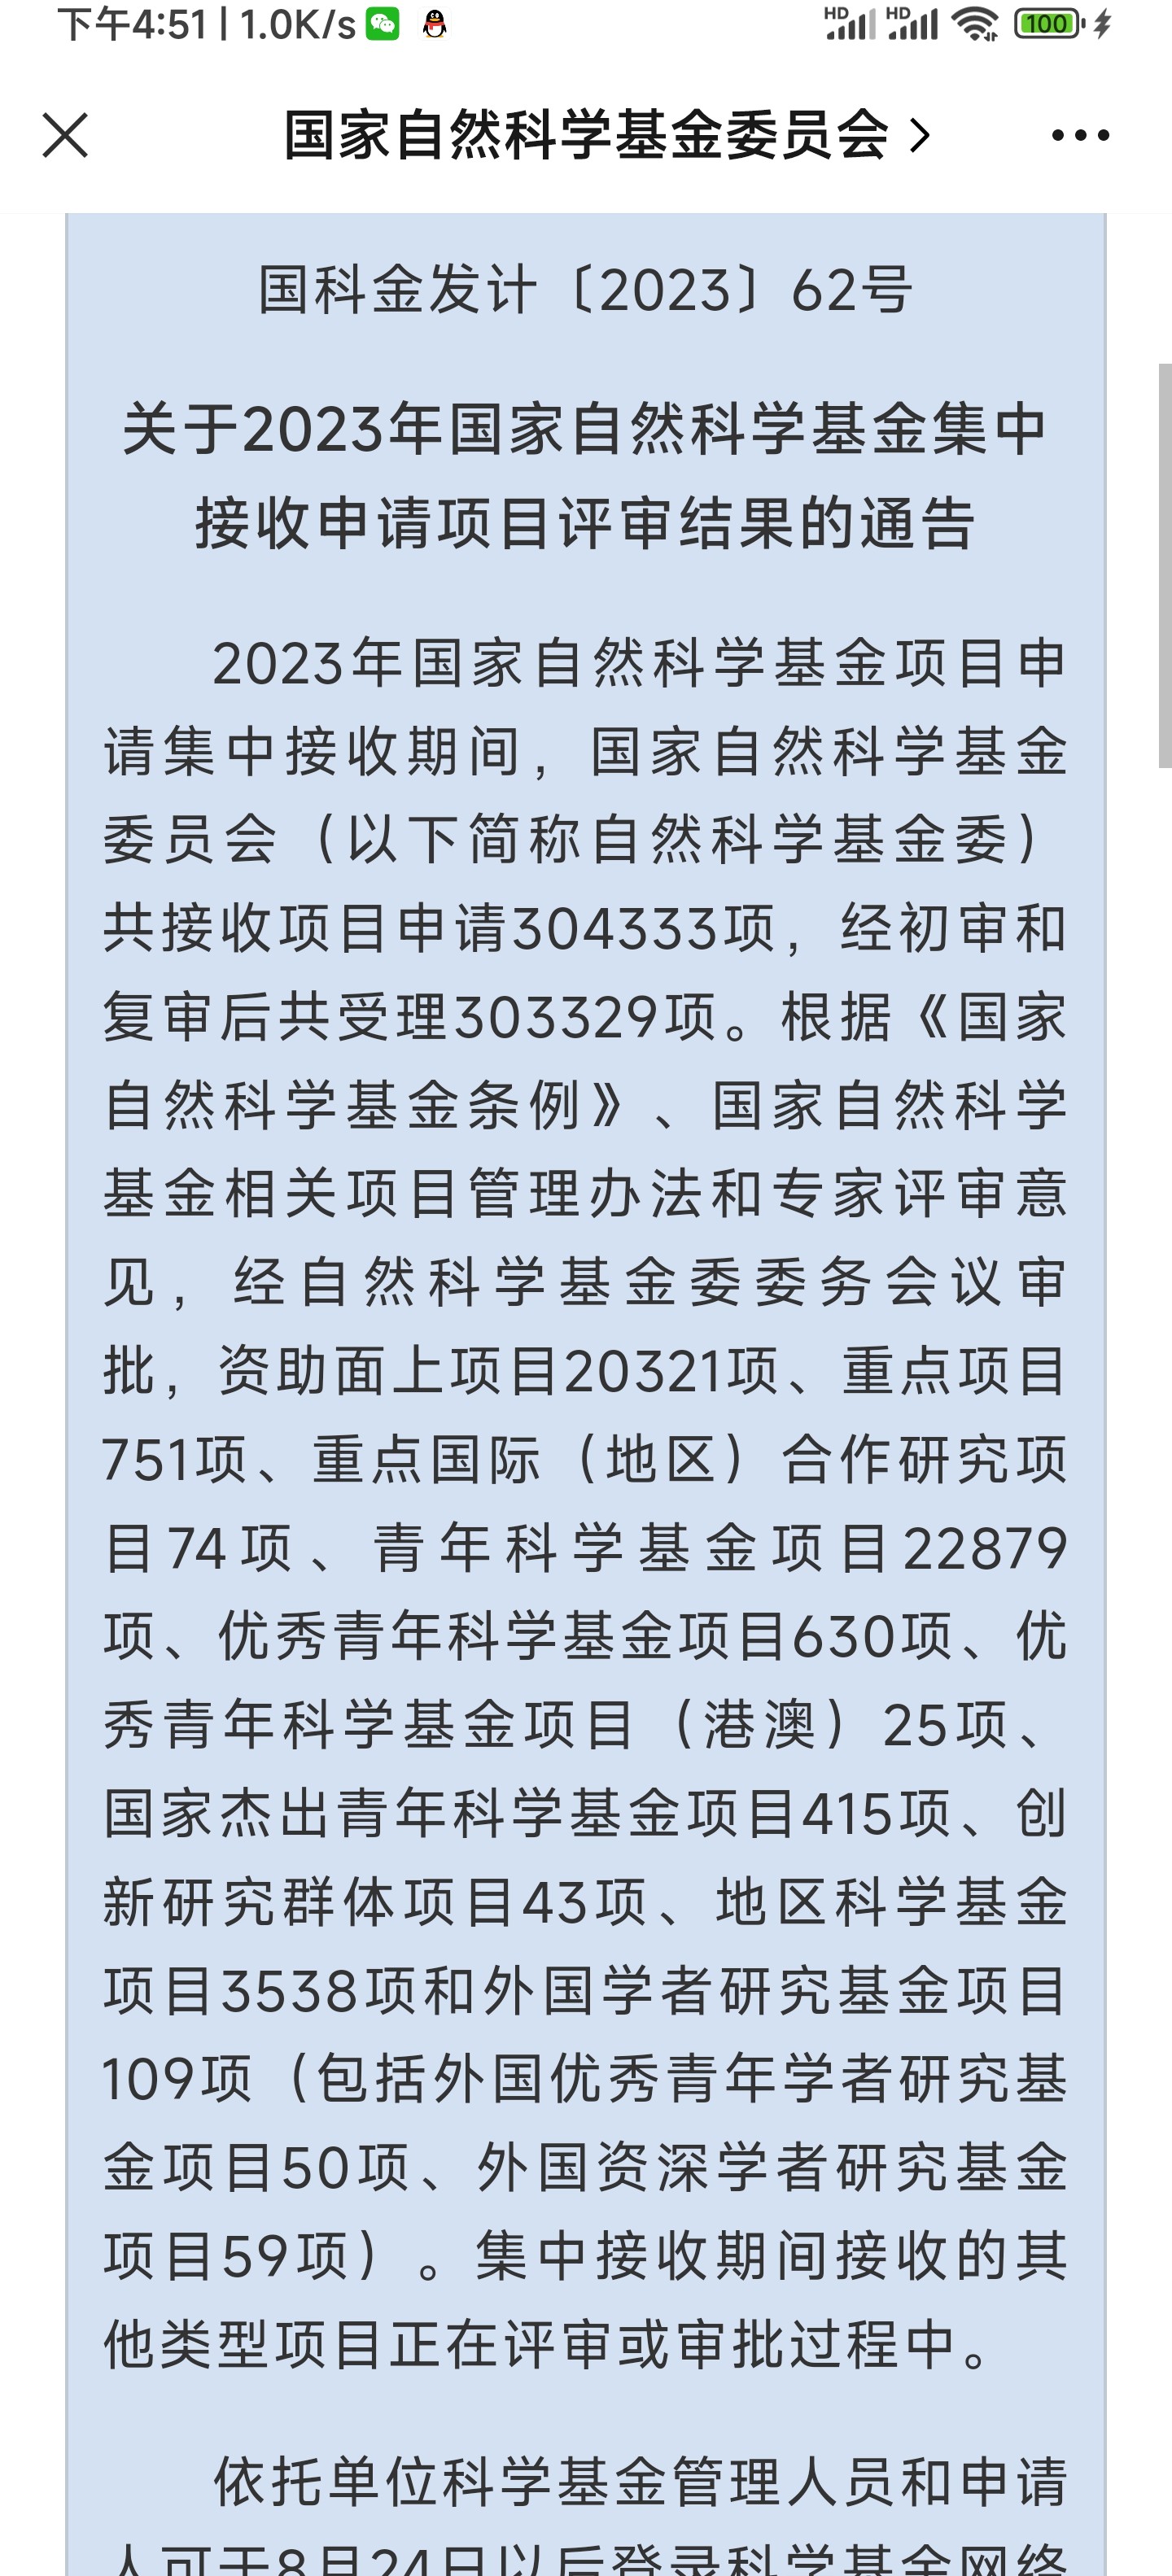 下午4:51 | 1.0K/s
HD HD 100
国家自然科学基金委员会
国科金发计〔2023〕62号
关于2023年国家自然科学基金集中
接收申请项目评审结果的通告
2023年国家自然科学基金项目申
请集中接收期间，国家自然科学基金
委员会（以下简称自然科学基金委）
共接收项目申请304333项，经初审和
复审后共受理303329项。根据《国家
自然科学基金条例》、国家自然科学
基金相关项目管理办法和专家评审意
见，经自然科学基金委委务会议审
批，资助面上项目20321项、重点项目
751项、重点国际（地区）合作研究项
目74项、青年科学基金项目22879
项、优秀青年科学基金项目630项、优
秀青年科学基金项目（港澳）25项、
国家杰出青年科学基金项目415项、创
新研究群体项目43项、地区科学基金
项目3538项和外国学者研究基金项目
109项（包括外国优秀青年学者研究基
金项目50项、外国资深学者研究基金
项目59项）。集中接收期间接收的其
他类型项目正在评审或审批过程中。
依托单位科学基金管理人员和申请
人可于8月24日以后登录科学基金网络